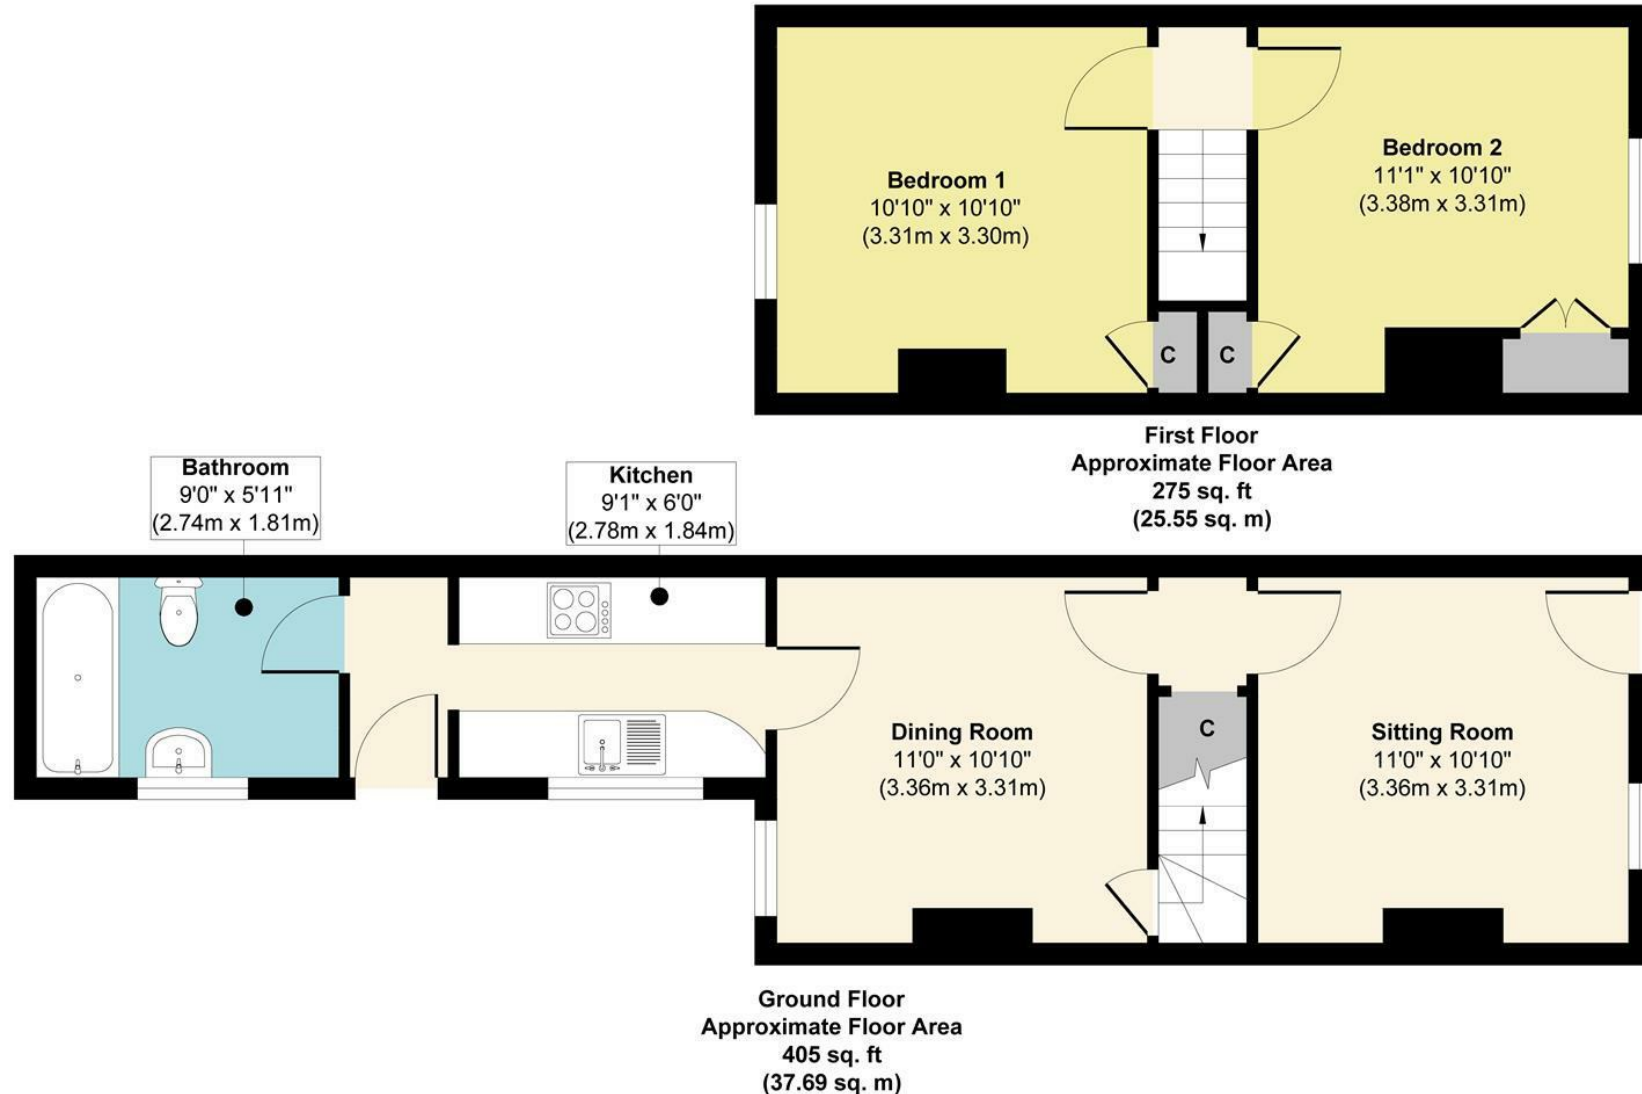 Bedroom 1
10'10" x 10'10"
(3.31m x 3.30m)
Bedroom 2
11'1" x 10'10"
(3.38m x 3.31m)
C
C
First Floor
Approximate Floor Area
275 sq. ft
(25.55 sq. m)
Bathroom
9'0" x 5'11"
(2.74m x 1.81m)
Kitchen
9'1" x 6'0"
(2.78m x 1.84m)
Dining Room
11'0" x 10'10"
(3.36m x 3.31m)
C
Sitting Room
11'0" x 10'10"
(3.36m x 3.31m)
Ground Floor
Approximate Floor Area
405 sq. ft
(37.69 sq. m)